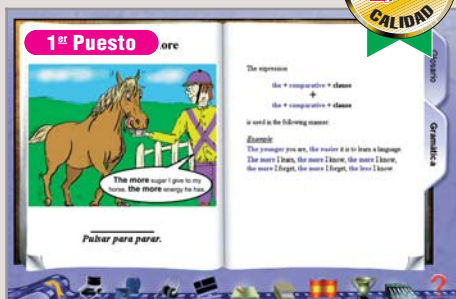 CALIDAD
1er Puesto
ore
The more sugar I give to my
horse, the more energy he has.
Pulsar para parar.
The expression
the + comparative + clause
+
the + comparative + clause
is used in the following manner:
Example
The younger you are, the easier it is to learn a language.
The more I learn, the more I know, the more I know,
the more I forget, the more I forget, the less I know
Glosario
Gramática
?